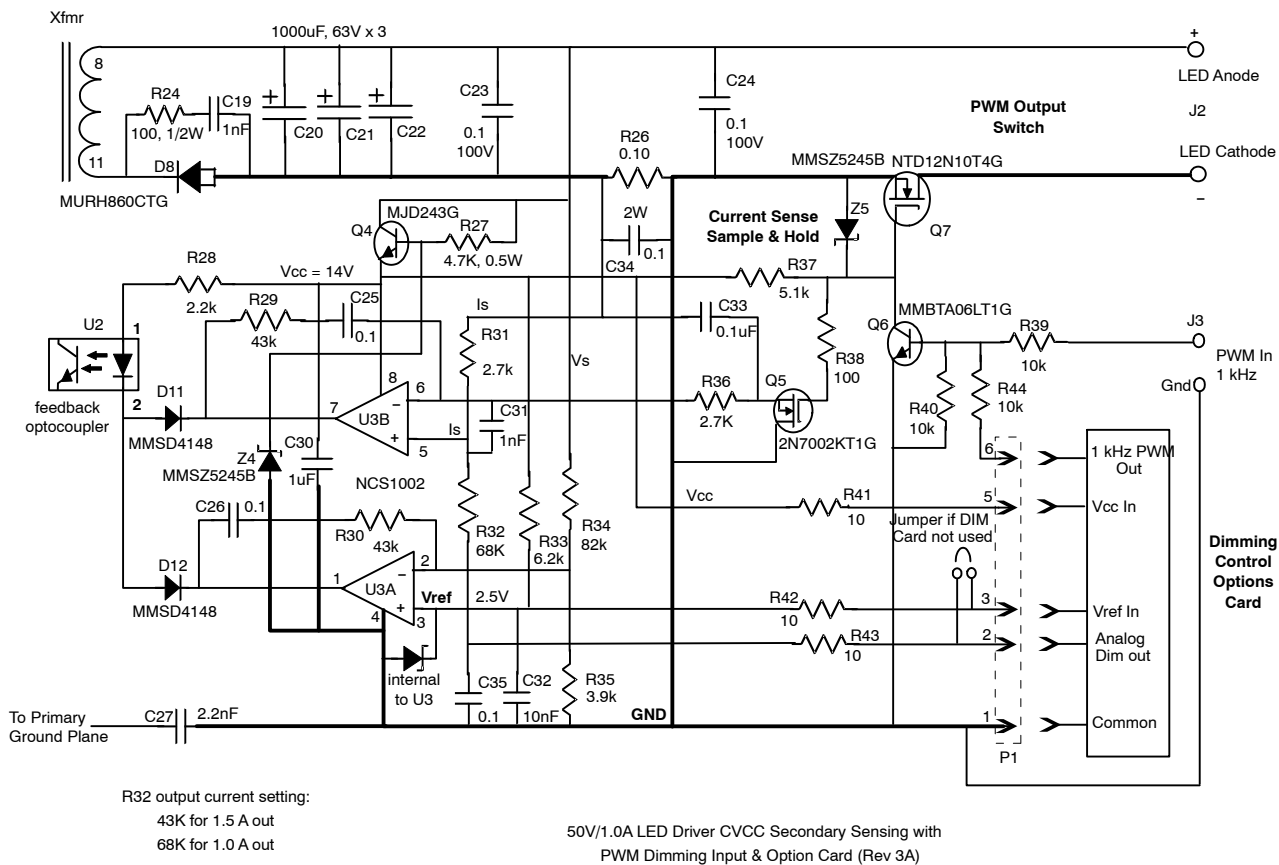 Xfmr
1000uF, 63V x 3
+
LED Anode
8
R24
C19
100, 1/2W
1nF
+
+
+
C20
C21
C22
C23
0.1
100V
C24
0.1
100V
PWM Output
Switch
J2
LED Cathode
–
11
D8
MURH860CTG
R26
0.10
MMSZ5245B
NTD12N10T4G
Q7
Z5
Current Sense
Sample & Hold
2W
0.1
C34
MJD243G
Q4
R27
4.7K, 0.5W
R28
2.2k
Vcc = 14V
R29
43k
C25
0.1
U2
1
2
feedback
optocoupler
D11
MMSD4148
Is
R31
2.7k
Vs
C33
0.1uF
R37
5.1k
R38
100
MMBTA06LT1G
Q6
R39
10k
J3
PWM In
1 kHz
Gnd
R36
2.7K
Q5
2N7002KT1G
R40
10k
R44
10k
8
6
7
U3B
–
+
5
Is
C31
1nF
Z4
MMSZ5245B
C30
1uF
NCS1002
C26
0.1
R30
43k
R32
68K
R33
6.2k
R34
82k
Vcc
R41
10
Jumper if DIM
Card not used
6
1 kHz PWM
Out
5
Vcc In
Dimming
Control
Options
Card
D12
MMSD4148
1
U3A
2
–
+
4
3
Vref
2.5V
R42
10
3
Vref In
R43
10
2
Analog
Dim out
internal
to U3
C35
0.1
C32
10nF
R35
3.9k
GND
1
Common
P1
To Primary
Ground Plane
C27
2.2nF
R32 output current setting:
43K for 1.5 A out
68K for 1.0 A out
50V/1.0A LED Driver CVCC Secondary Sensing with
PWM Dimming Input & Option Card (Rev 3A)